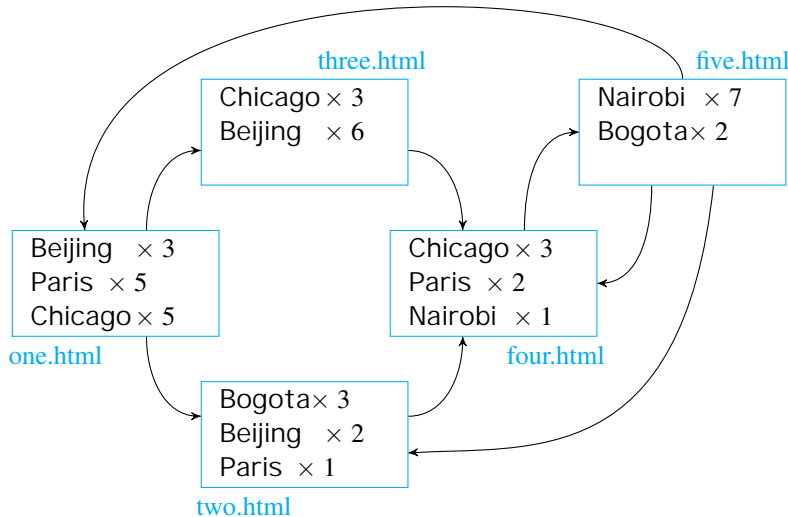 three.html
Chicago × 3
Beijing × 6
five.html
Nairobi × 7
Bogota × 2
Beijing × 3
Paris × 5
Chicago × 5
one.html
Chicago × 3
Paris × 2
Nairobi × 1
four.html
Bogota × 3
Beijing × 2
Paris × 1
two.html